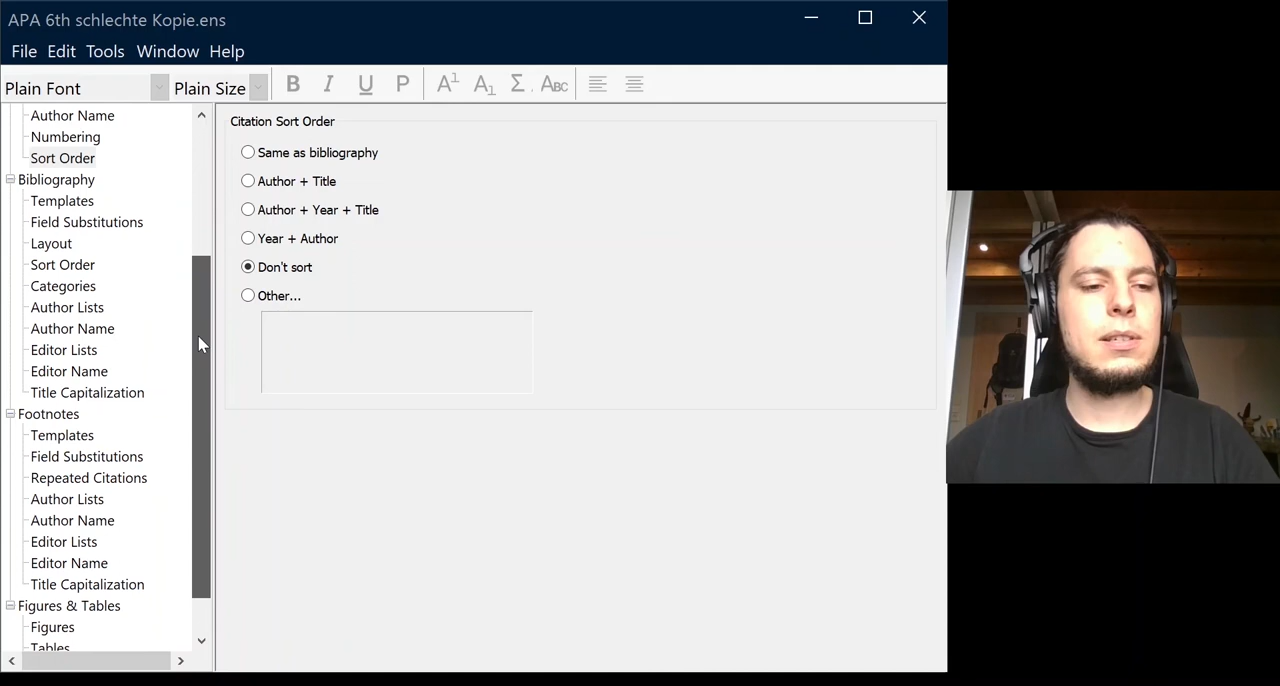 APA 6th schlechte Kopie.ens
File Edit Tools Window Help
Plain Font Plain Size B I U P A1 A1 Σ ABC
Author Name
Numbering
Sort Order
Bibliography
Templates
Field Substitutions
Layout
Sort Order
Categories
Author Lists
Author Name
Editor Lists
Editor Name
Title Capitalization
Footnotes
Templates
Field Substitutions
Repeated Citations
Author Lists
Author Name
Editor Lists
Editor Name
Title Capitalization
Figures & Tables
Figures
Tables
Citation Sort Order
Same as bibliography
Author + Title
Author + Year + Title
Year + Author
Don't sort
Other...